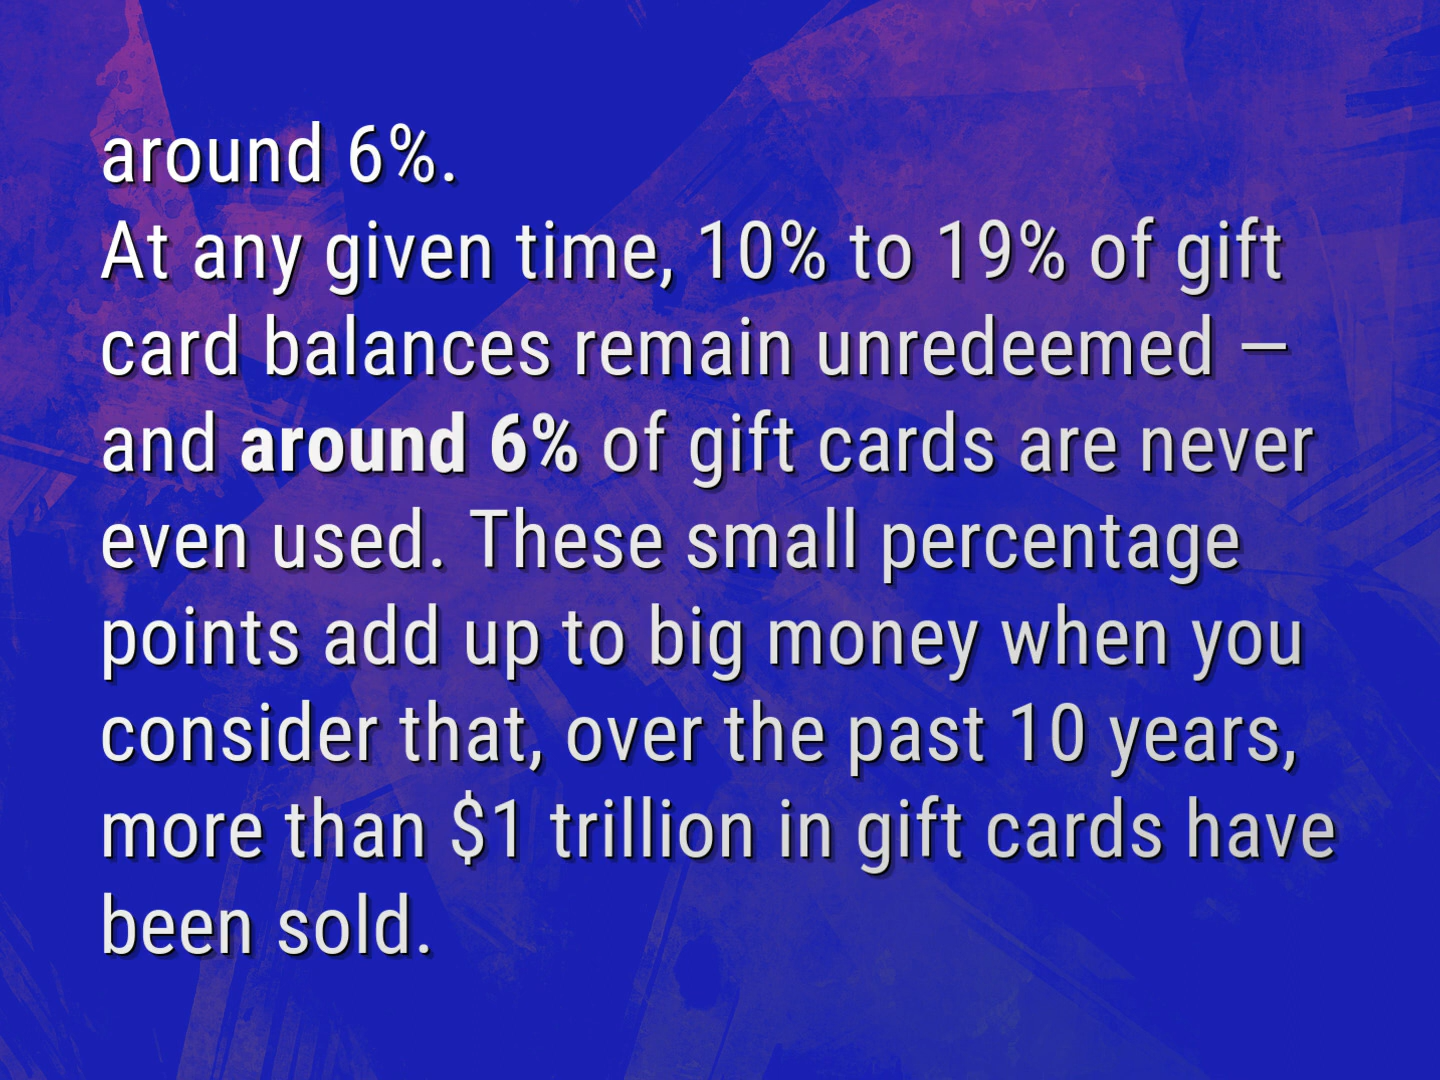 around 6%.
At any given time, 10% to 19% of gift
card balances remain unredeemed —
and around 6% of gift cards are never
even used. These small percentage
points add up to big money when you
consider that, over the past 10 years,
more than $1 trillion in gift cards have
been sold.